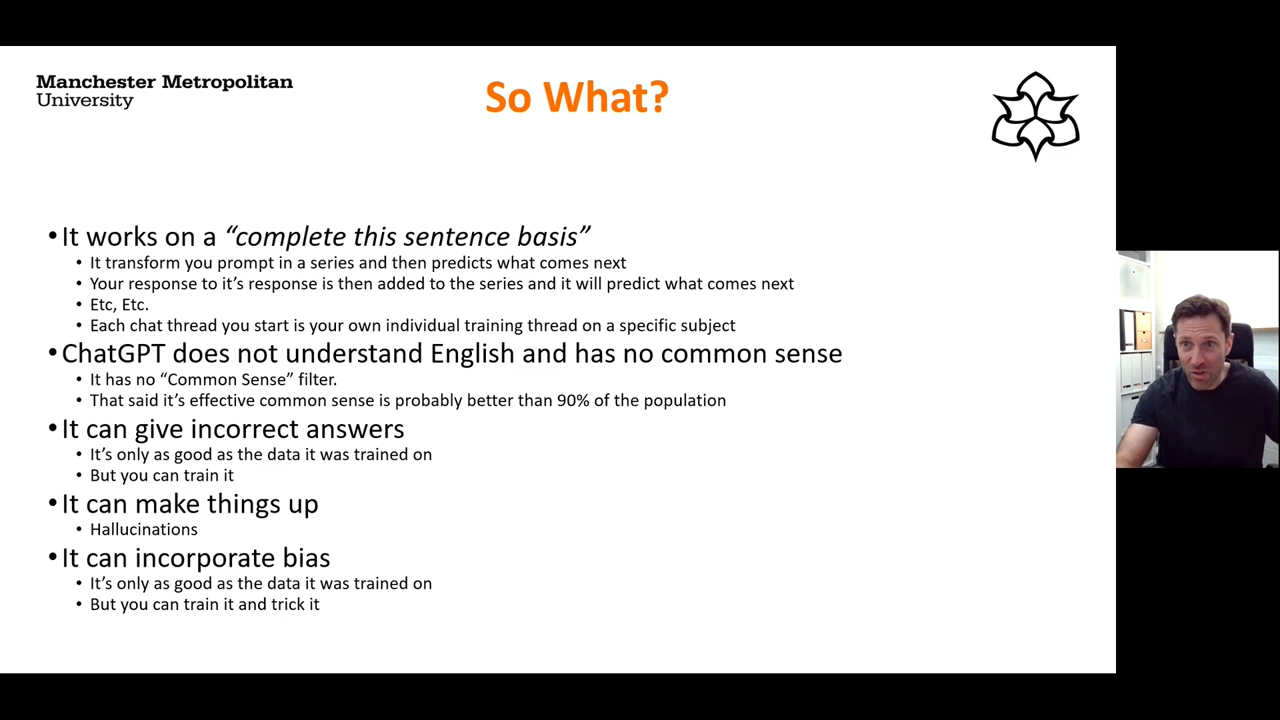 Manchester Metropolitan
University
So What?
•It works on a “complete this sentence basis”
• It transform you prompt in a series and then predicts what comes next
• Your response to it’s response is then added to the series and it will predict what comes next
• Etc, Etc.
• Each chat thread you start is your own individual training thread on a specific subject
•ChatGPT does not understand English and has no common sense
• It has no “Common Sense” filter.
• That said it’s effective common sense is probably better than 90% of the population
•It can give incorrect answers
• It’s only as good as the data it was trained on
• But you can train it
•It can make things up
• Hallucinations
•It can incorporate bias
• It’s only as good as the data it was trained on
• But you can train it and trick it